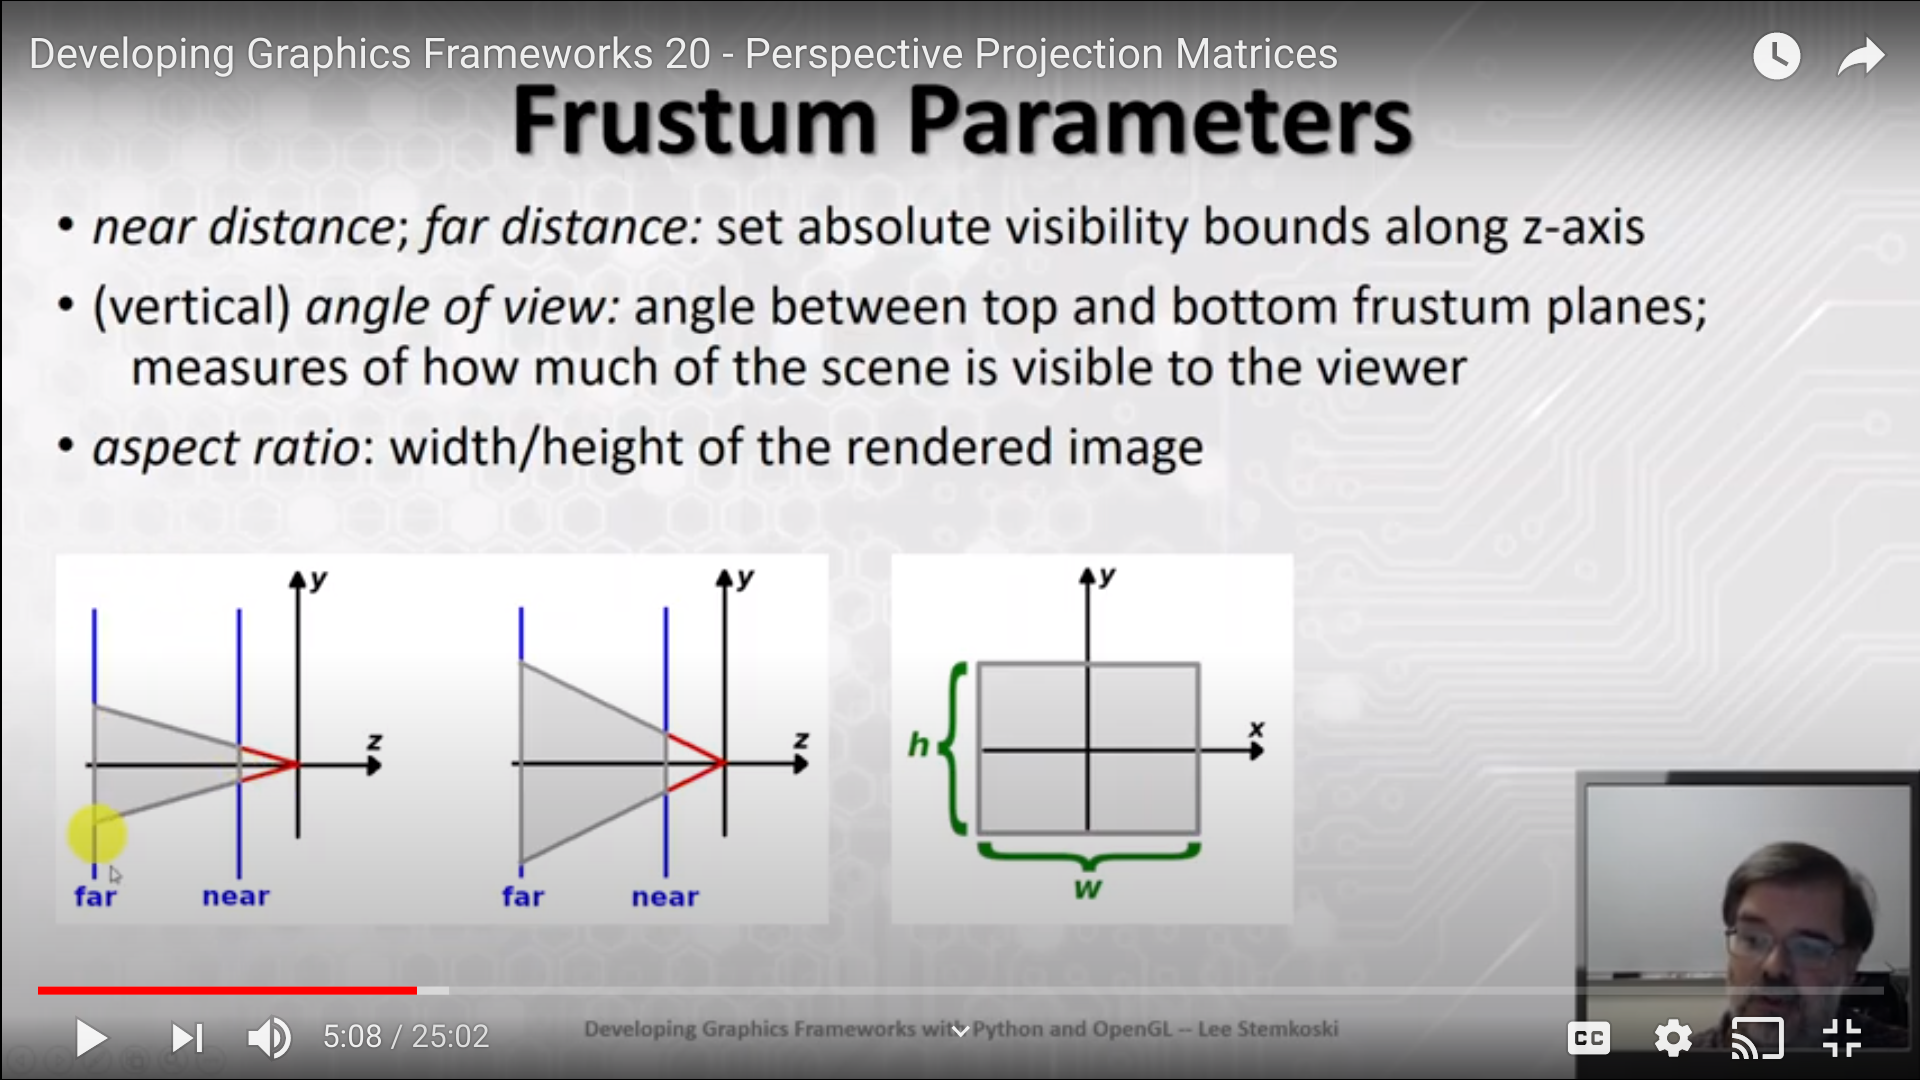 Developing Graphics Frameworks 20 - Perspective Projection Matrices
Frustum Parameters
• near distance; far distance: set absolute visibility bounds along z-axis
• (vertical) angle of view: angle between top and bottom frustum planes;
measures of how much of the scene is visible to the viewer
• aspect ratio: width/height of the rendered image
y
z
far
near
y
z
far
near
y
x
h
w
5:08 / 25:02
Developing Graphics Frameworks with Python and OpenGL -- Lee Stemkoski
CC